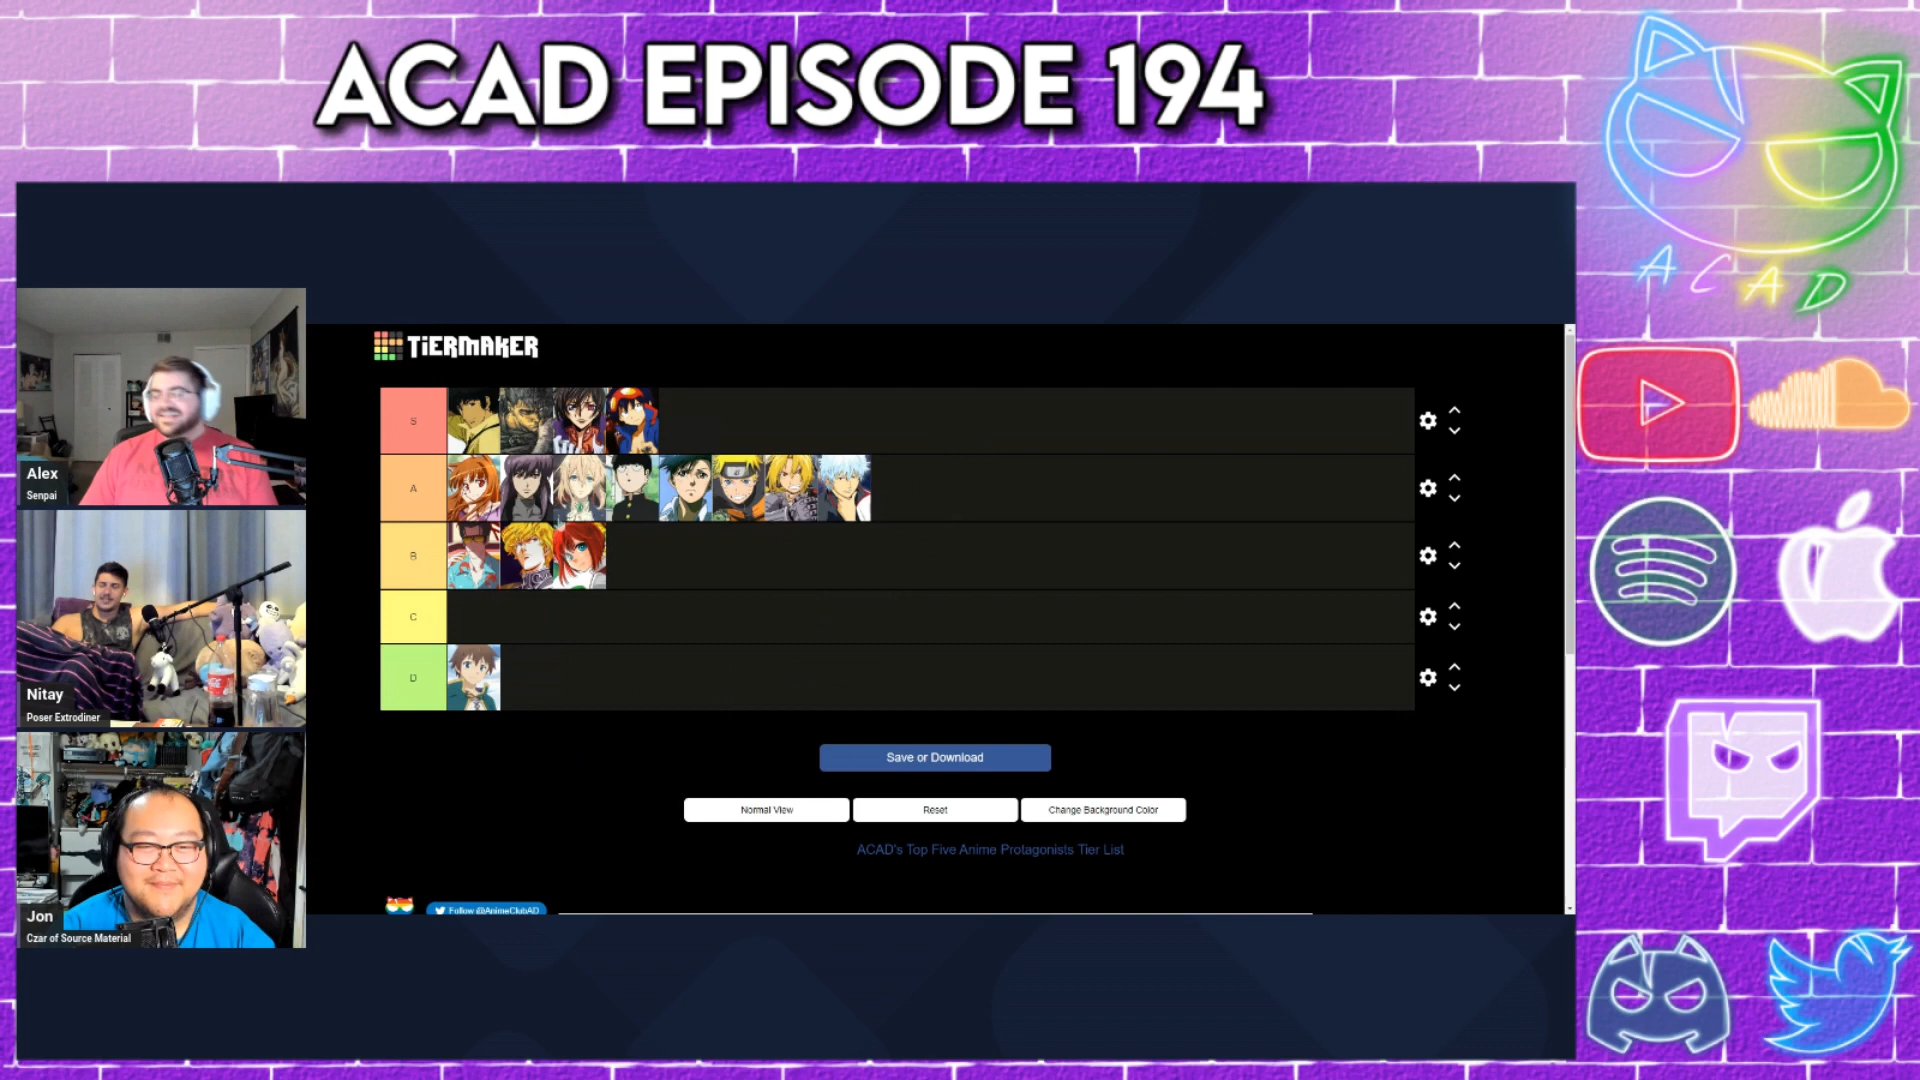 ACAD EPISODE 194
A C A D
TiERMAKER
S
A
B
C
D
Alex
Senpai
Nitay
Poser Extrodiner
Jon
Czar of Source Material
Save or Download
Normal View
Reset
Change Background Color
ACAD's Top Five Anime Protagonists Tier List
Follow @AnimeClubAD